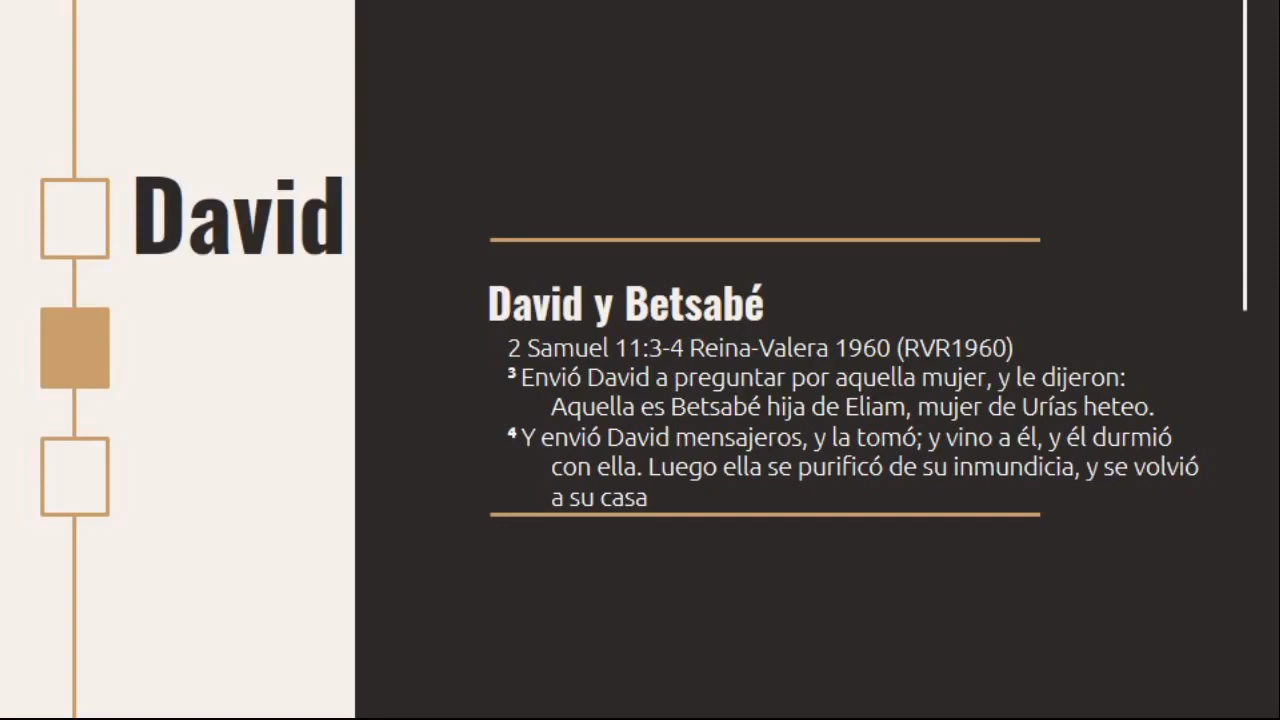 David
David y Betsabé
2 Samuel 11:3-4 Reina-Valera 1960 (RVR1960)
³ Envió David a preguntar por aquella mujer, y le dijeron:
Aquella es Betsabé hija de Eliam, mujer de Urías heteo.
⁴ Y envió David mensajeros, y la tomó; y vino a él, y él durmió
con ella. Luego ella se purificó de su inmundicia, y se volvió
a su casa